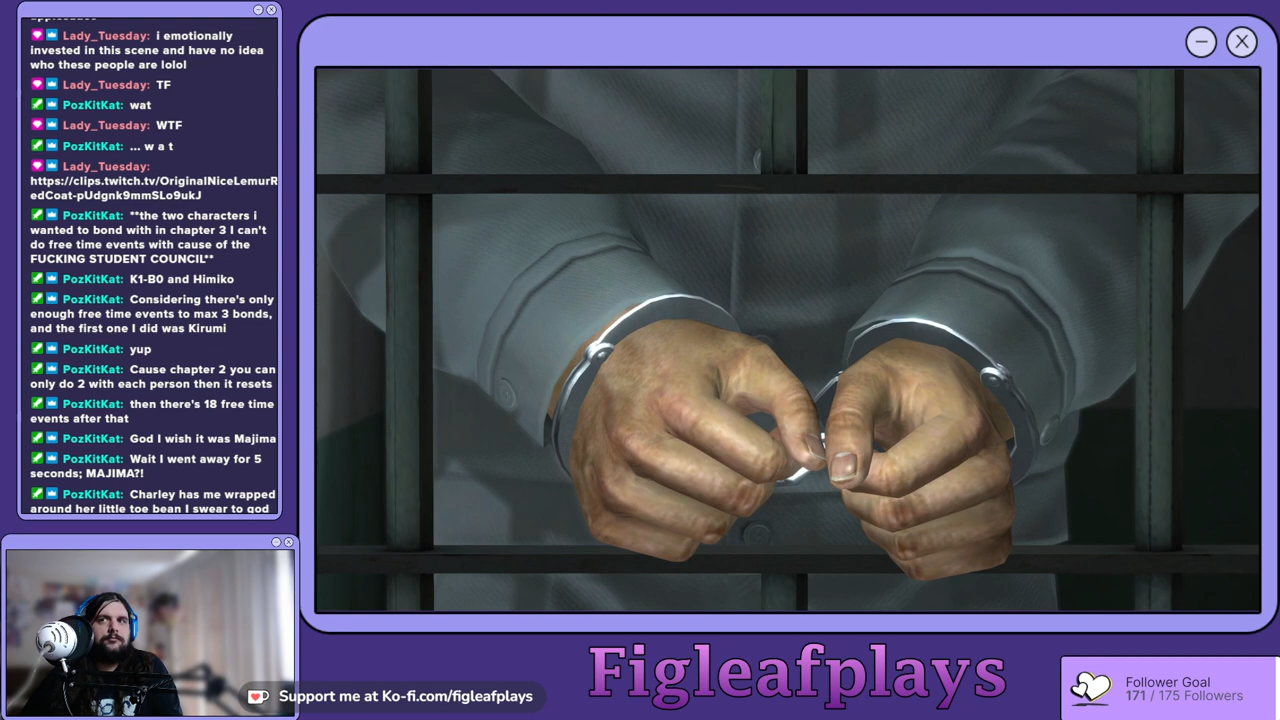 Lady_Tuesday: i emotionally
invested in this scene and have no idea
who these people are lolol
Lady_Tuesday: TF
PozKitKat: wat
Lady_Tuesday: WTF
PozKitKat: ... w a t
Lady_Tuesday:
https://clips.twitch.tv/OriginalNiceLemurR
edCoat-pUdgnk9mmSLo9ukJ
PozKitKat: **the two characters i
wanted to bond with in chapter 3 I can't
do free time events with cause of the
FUCKING STUDENT COUNCIL**
PozKitKat: K1-B0 and Himiko
PozKitKat: Considering there's only
enough free time events to max 3 bonds,
and the first one I did was Kirumi
PozKitKat: yup
PozKitKat: Cause chapter 2 you can
only do 2 with each person then it resets
PozKitKat: then there's 18 free time
events after that
PozKitKat: God I wish it was Majima
PozKitKat: Wait I went away for 5
seconds; MAJIMA?!
PozKitKat: Charley has me wrapped
around her little toe bean I swear to god
Support me at Ko-fi.com/figleafplays
Figleafplays
Follower Goal
171 / 175 Followers